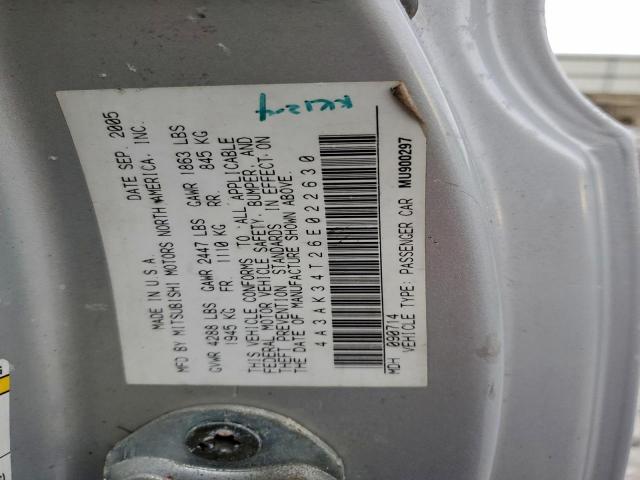 MADE IN U.S.A. DATE SEP. 2005
MFD BY MITSUBISHI MOTORS NORTH AMERICA, INC.
GVWR 4288 LBS GAWR 2447 LBS GAWR 1863 LBS
1945 KG FR. 1110 KG RR. 845 KG
THIS VEHICLE CONFORMS TO ALL APPLICABLE
FEDERAL MOTOR VEHICLE SAFETY, BUMPER, AND
THEFT PREVENTION STANDARDS IN EFFECT ON
THE DATE OF MANUFACTURE SHOWN ABOVE.
4A3AK34T26E022630
MDH 090714
VEHICLE TYPE: PASSENGER CAR MU900297